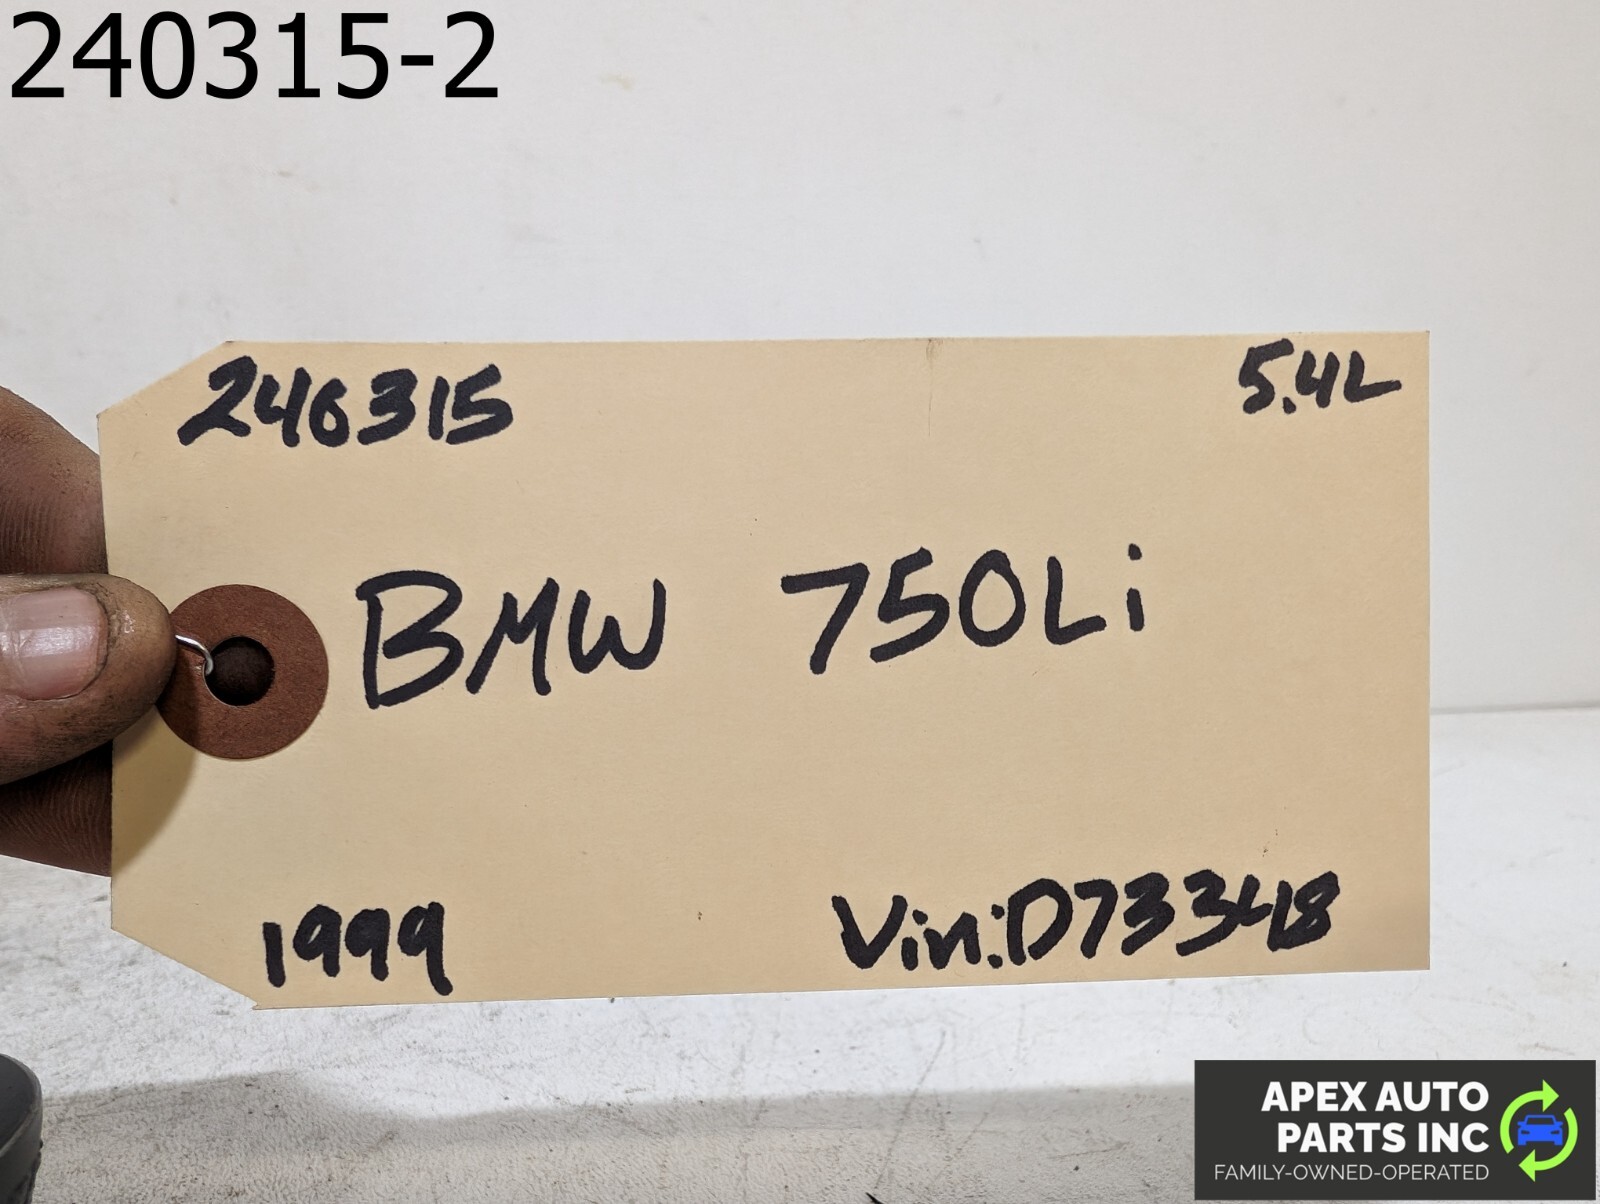 240315-2
240315
5.4L
BMW 750Li
1999
Vin:D73348
APEX AUTO
PARTS INC
FAMILY-OWNED-OPERATED